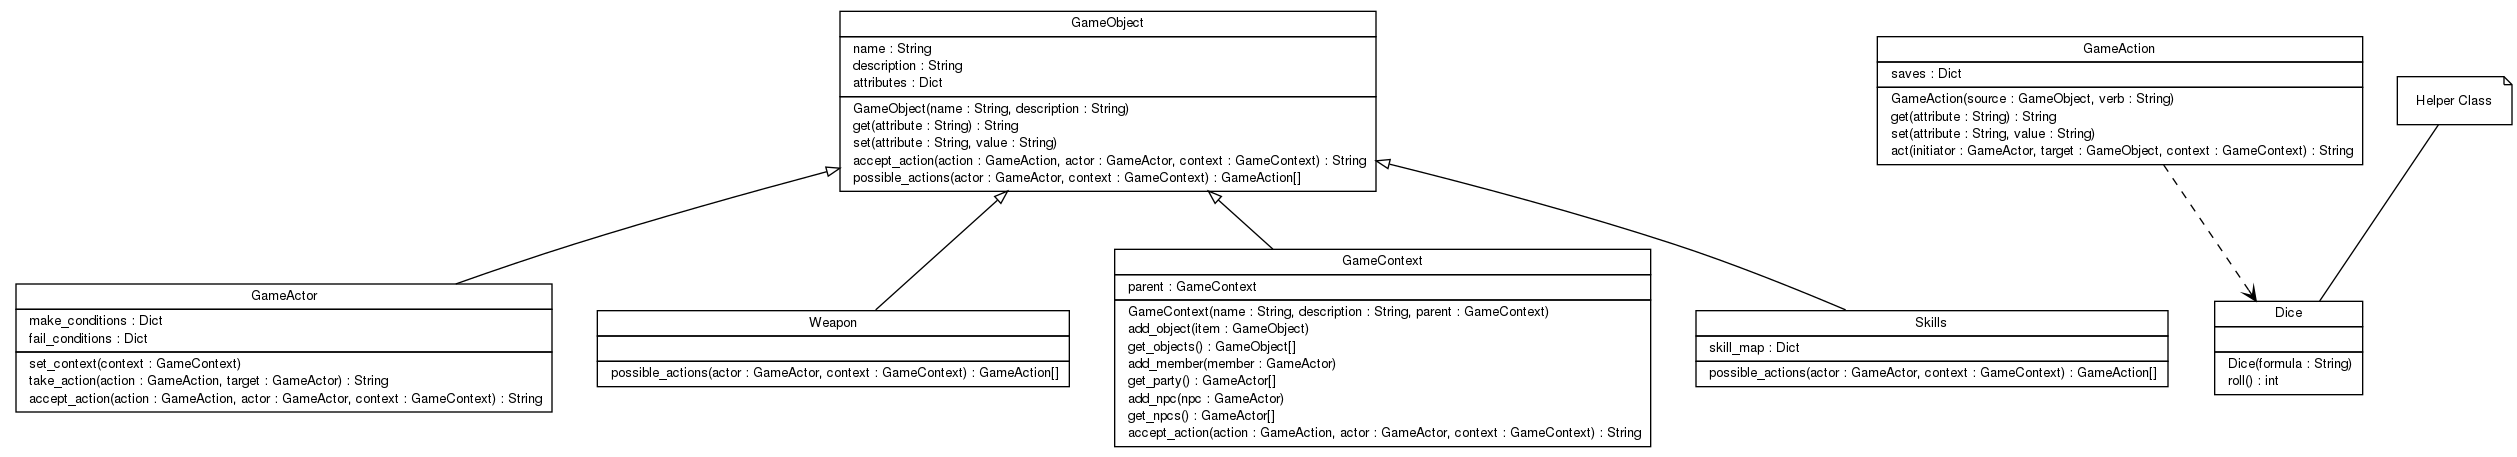 GameObject
name : String
description : String
attributes : Dict
GameObject(name : String, description : String)
get(attribute : String) : String
set(attribute : String, value : String)
accept_action(action : GameAction, actor : GameActor, context : GameContext) : String
possible_actions(actor : GameActor, context : GameContext) : GameAction[]
GameAction
saves : Dict
GameAction(source : GameObject, verb : String)
get(attribute : String) : String
set(attribute : String, value : String)
act(initiator : GameActor, target : GameObject, context : GameContext) : String
Helper Class
GameActor
make_conditions : Dict
fail_conditions : Dict
set_context(context : GameContext)
take_action(action : GameAction, target : GameActor) : String
accept_action(action : GameAction, actor : GameActor, context : GameContext) : String
Weapon
possible_actions(actor : GameActor, context : GameContext) : GameAction[]
GameContext
parent : GameContext
GameContext(name : String, description : String, parent : GameContext)
add_object(item : GameObject)
get_objects() : GameObject[]
add_member(member : GameActor)
get_party() : GameActor[]
add_npc(npc : GameActor)
get_npcs() : GameActor[]
accept_action(action : GameAction, actor : GameActor, context : GameContext) : String
Skills
skill_map : Dict
possible_actions(actor : GameActor, context : GameContext) : GameAction[]
Dice
Dice(formula : String)
roll() : int